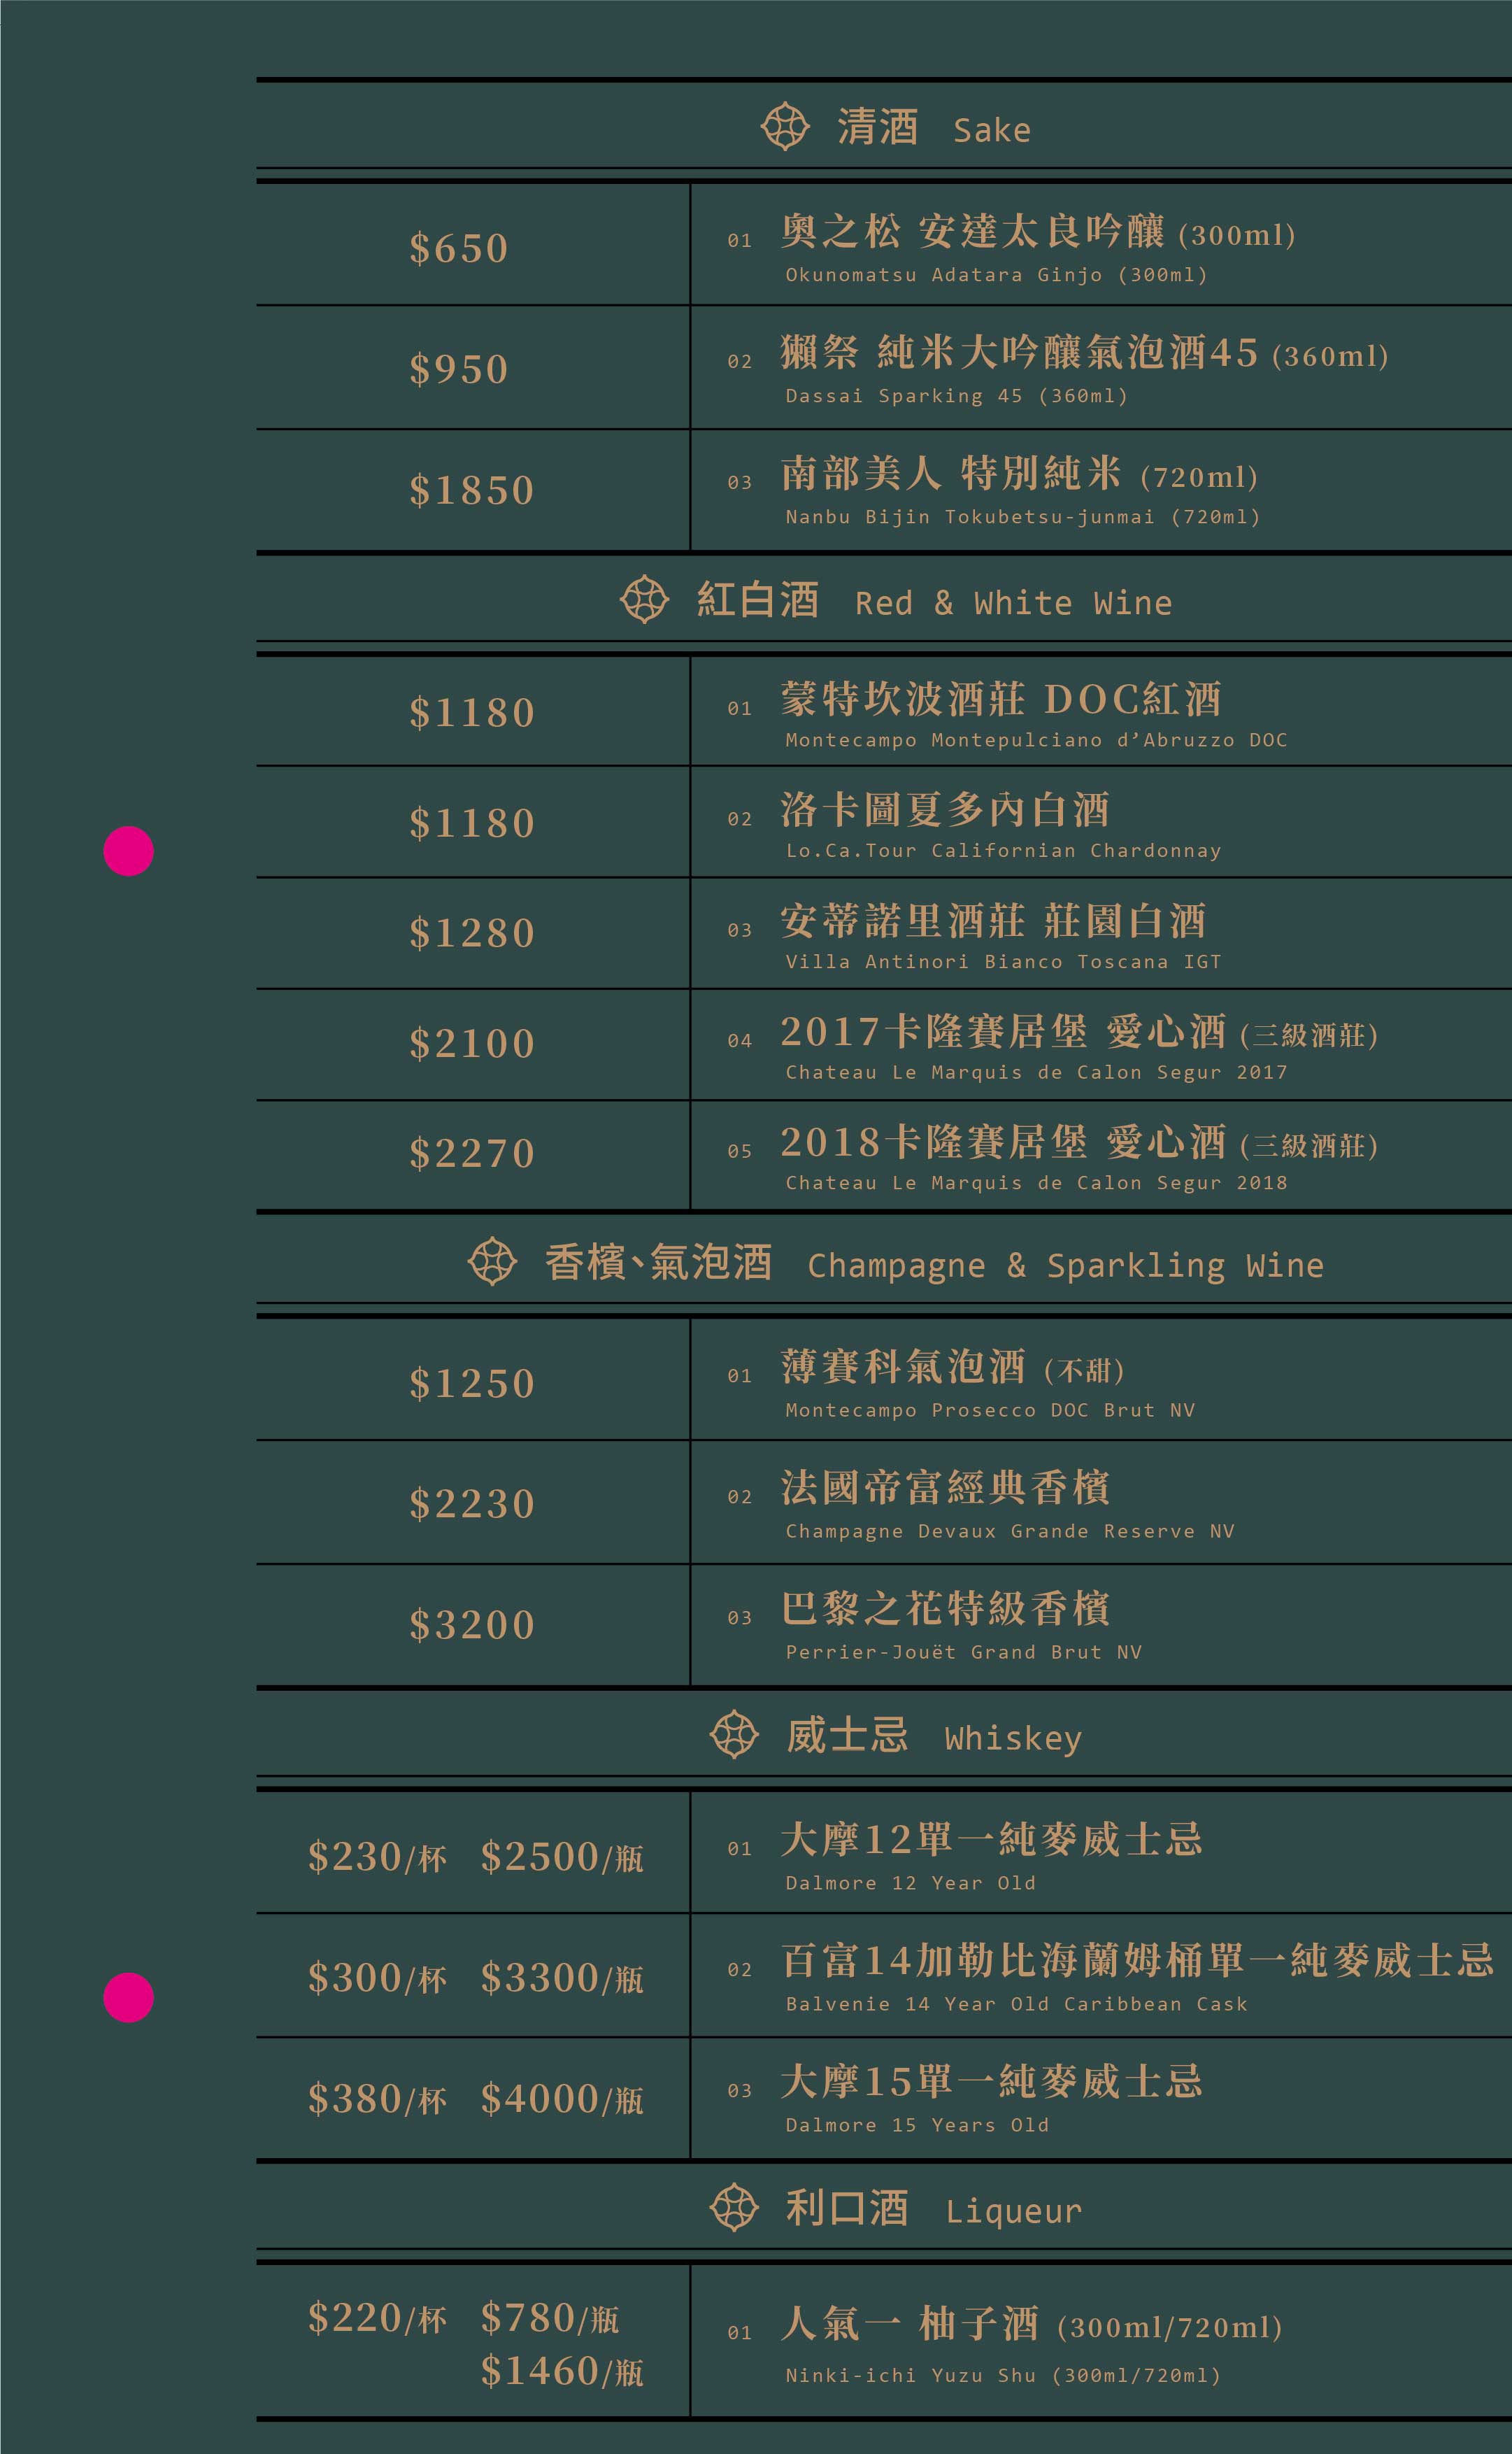 清酒 Sake
$650
01 奧之松 安達太良吟釀 (300ml)
Okunomatsu Adatara Ginjo (300ml)
$950
02 獺祭 純米大吟釀氣泡酒45 (360ml)
Dassai Sparking 45 (360ml)
$1850
03 南部美人 特別純米 (720ml)
Nanbu Bijin Tokubetsu-junmai (720ml)
紅白酒 Red & White Wine
$1180
01 蒙特坎波酒莊 DOC紅酒
Montecampo Montepulciano d’Abruzzo DOC
$1180
02 洛卡圖夏多內白酒
Lo.Ca.Tour Californian Chardonnay
$1280
03 安蒂諾里酒莊 莊園白酒
Villa Antinori Bianco Toscana IGT
$2100
04 2017卡隆賽居堡 愛心酒 (三級酒莊)
Chateau Le Marquis de Calon Segur 2017
$2270
05 2018卡隆賽居堡 愛心酒 (三級酒莊)
Chateau Le Marquis de Calon Segur 2018
香檳、氣泡酒 Champagne & Sparkling Wine
$1250
01 薄賽科氣泡酒 (不甜)
Montecampo Prosecco DOC Brut NV
$2230
02 法國帝富經典香檳
Champagne Devaux Grande Reserve NV
$3200
03 巴黎之花特級香檳
Perrier-Jouët Grand Brut NV
威士忌 Whiskey
$230/杯 $2500/瓶
01 大摩12單一純麥威士忌
Dalmore 12 Year Old
$300/杯 $3300/瓶
02 百富14加勒比海蘭姆桶單一純麥威士忌
Balvenie 14 Year Old Caribbean Cask
$380/杯 $4000/瓶
03 大摩15單一純麥威士忌
Dalmore 15 Years Old
利口酒 Liqueur
$220/杯 $780/瓶
$1460/瓶
01 人氣一 柚子酒 (300ml/720ml)
Ninki-ichi Yuzu Shu (300ml/720ml)